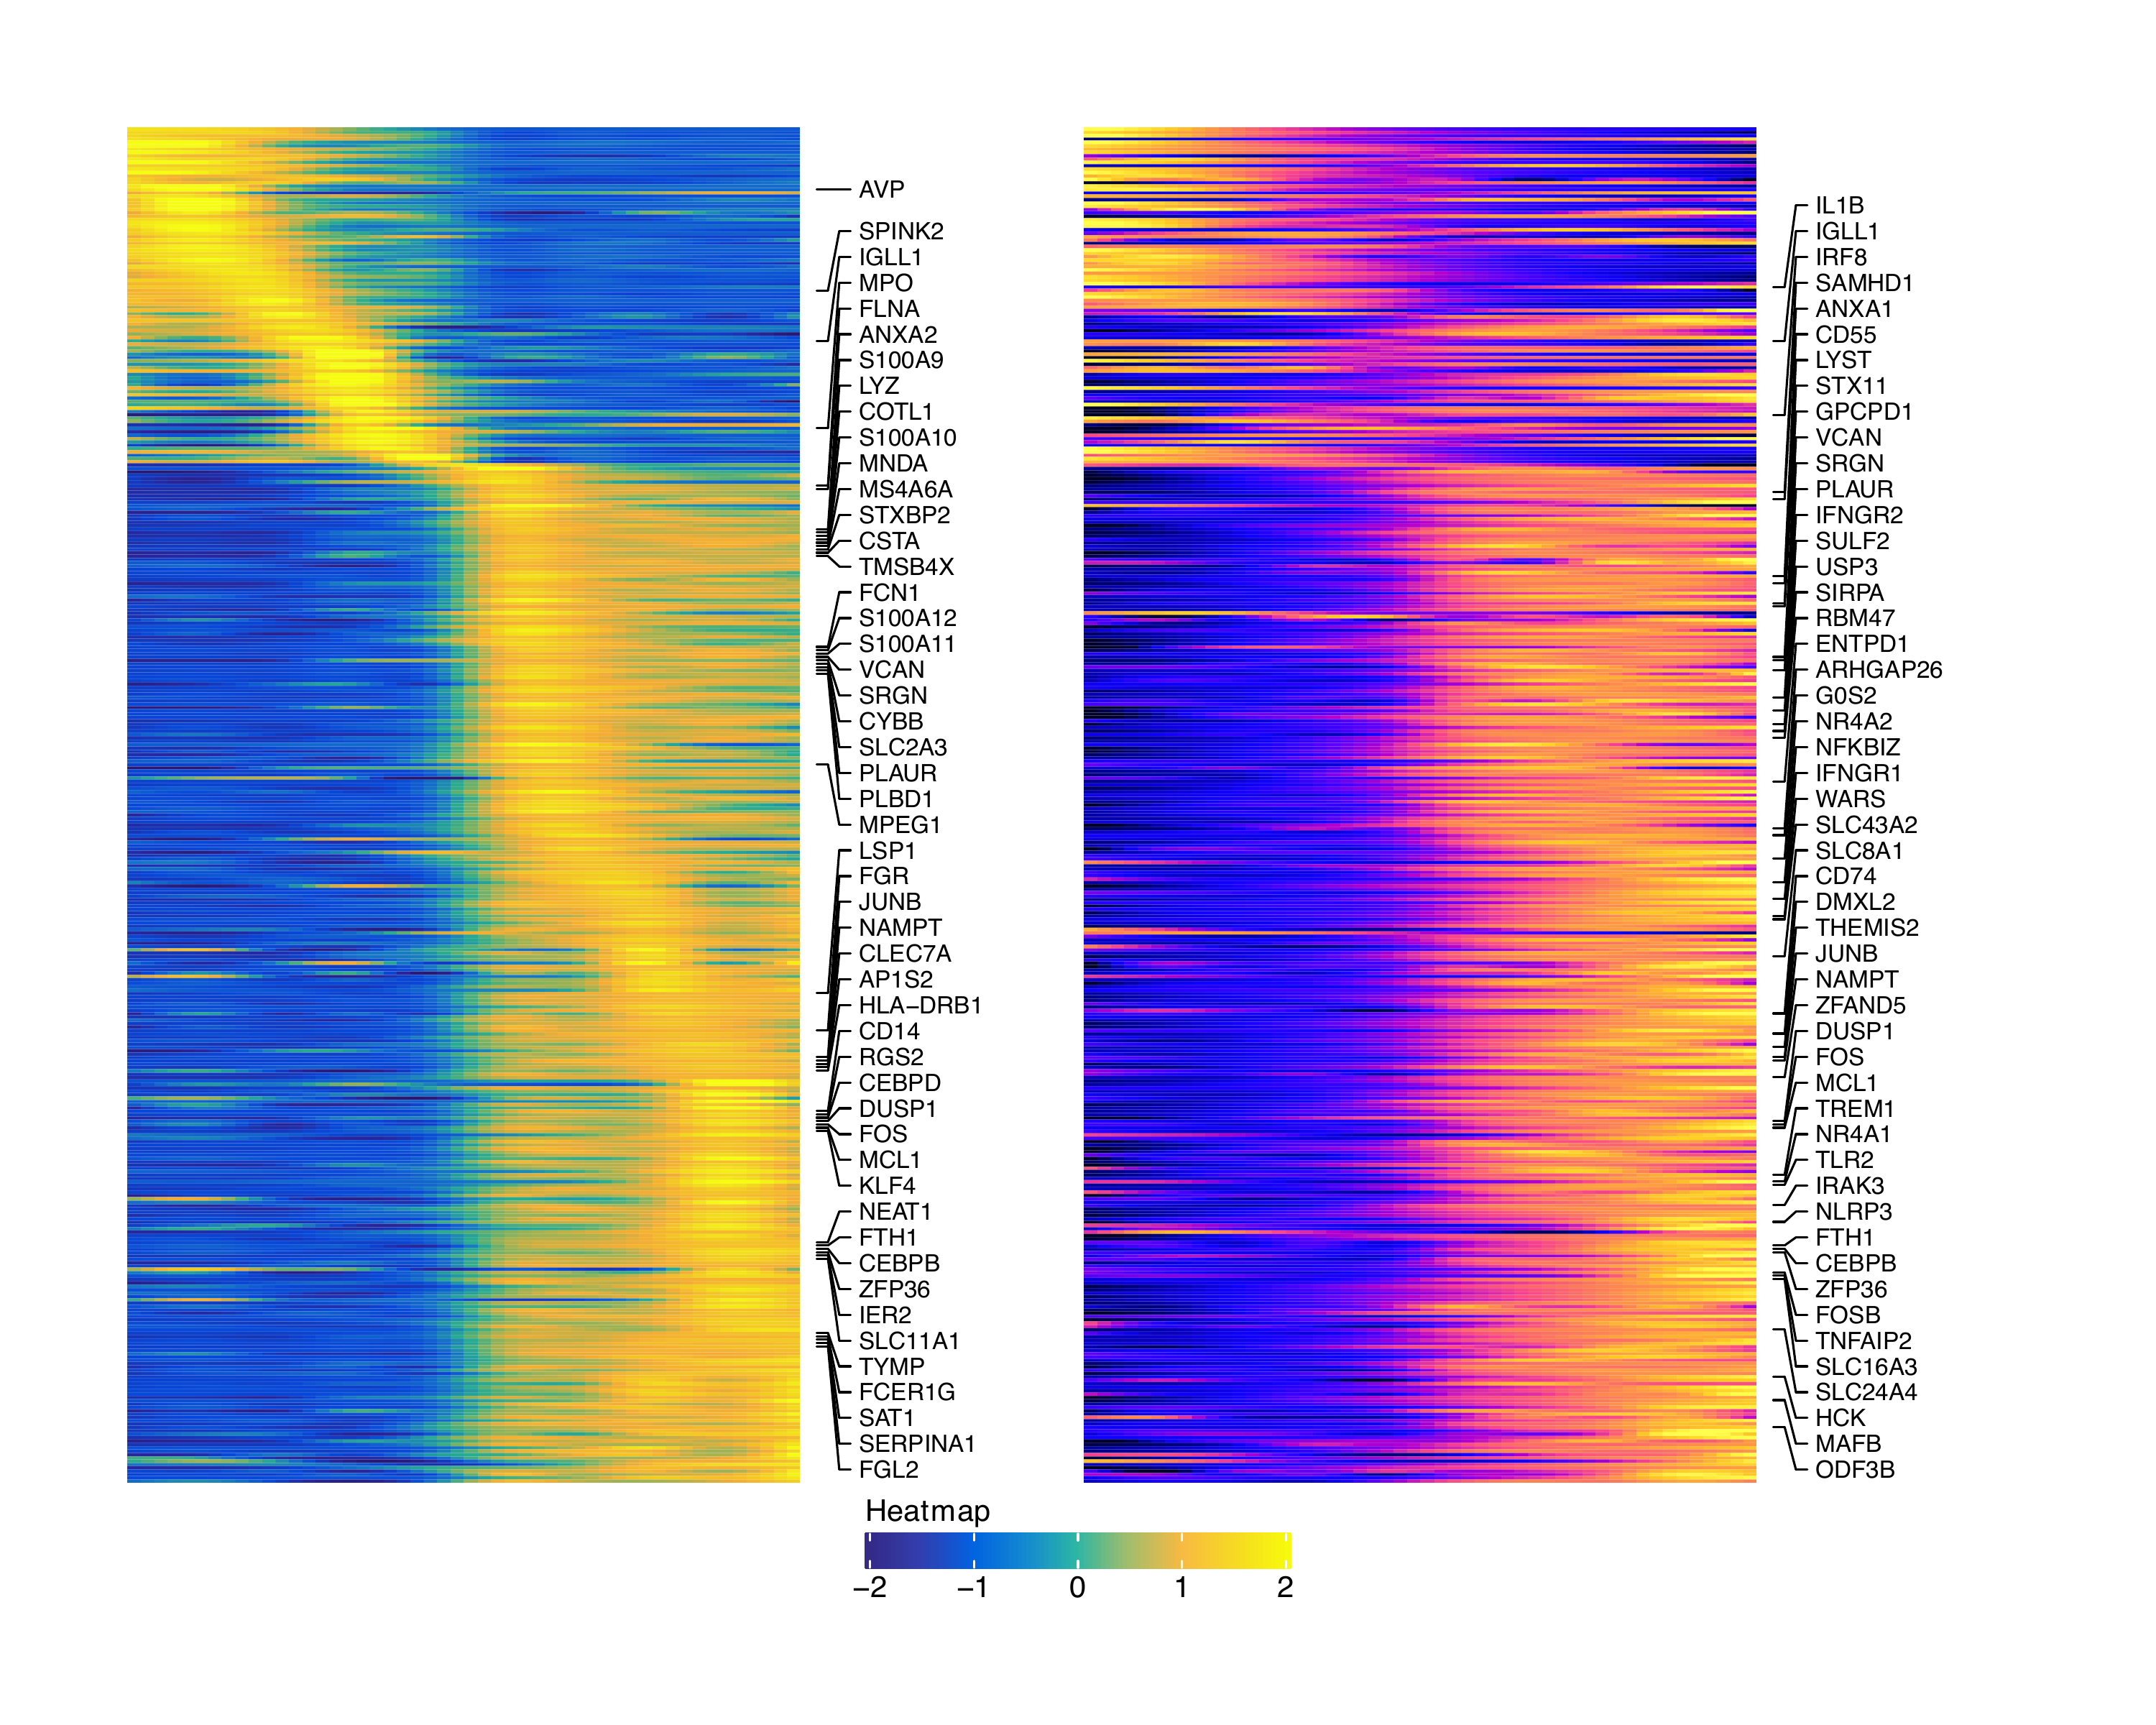 AVP
SPINK2
IGLL1
MPO
FLNA
ANXA2
S100A9
LYZ
COTL1
S100A10
MNDA
MS4A6A
STXBP2
CSTA
TMSB4X
FCN1
S100A12
S100A11
VCAN
SRGN
CYBB
SLC2A3
PLAUR
PLBD1
MPEG1
LSP1
FGR
JUNB
NAMPT
CLEC7A
AP1S2
HLA−DRB1
CD14
RGS2
CEBPD
DUSP1
FOS
MCL1
KLF4
NEAT1
FTH1
CEBPB
ZFP36
IER2
SLC11A1
TYMP
FCER1G
SAT1
SERPINA1
FGL2
IL1B
IGLL1
IRF8
SAMHD1
ANXA1
CD55
LYST
STX11
GPCPD1
VCAN
SRGN
PLAUR
IFNGR2
SULF2
USP3
SIRPA
RBM47
ENTPD1
ARHGAP26
G0S2
NR4A2
NFKBIZ
IFNGR1
WARS
SLC43A2
SLC8A1
CD74
DMXL2
THEMIS2
JUNB
NAMPT
ZFAND5
DUSP1
FOS
MCL1
TREM1
NR4A1
TLR2
IRAK3
NLRP3
FTH1
CEBPB
ZFP36
FOSB
TNFAIP2
SLC16A3
SLC24A4
HCK
MAFB
ODF3B
Heatmap
−2 −1 0 1 2